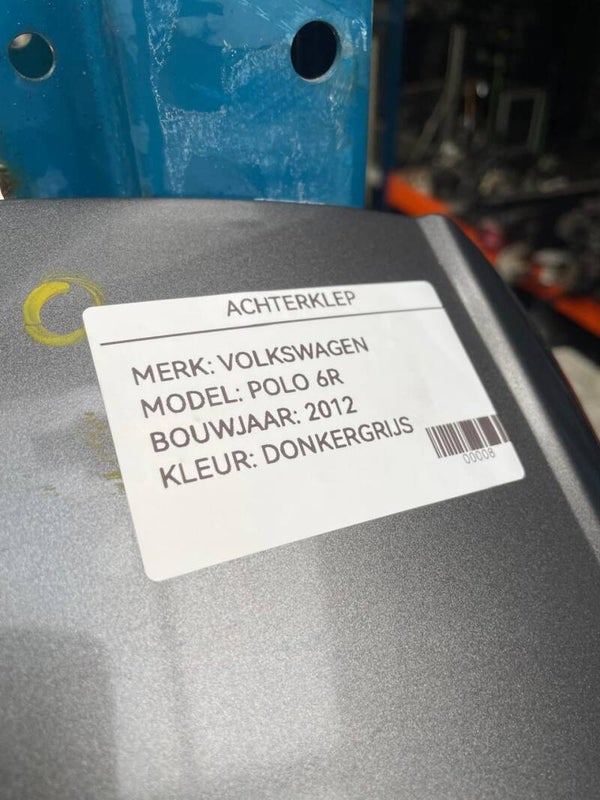 ACHTERKLEP
MERK: VOLKSWAGEN
MODEL: POLO 6R
BOUWJAAR: 2012
KLEUR: DONKERGRIJS
00008